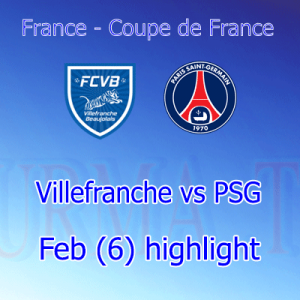 France - Coupe de France
FCVB
Villefranche
Beaujolais
PARIS SAINT-GERMAIN
1970
Villefranche vs PSG
Feb (6) highlight